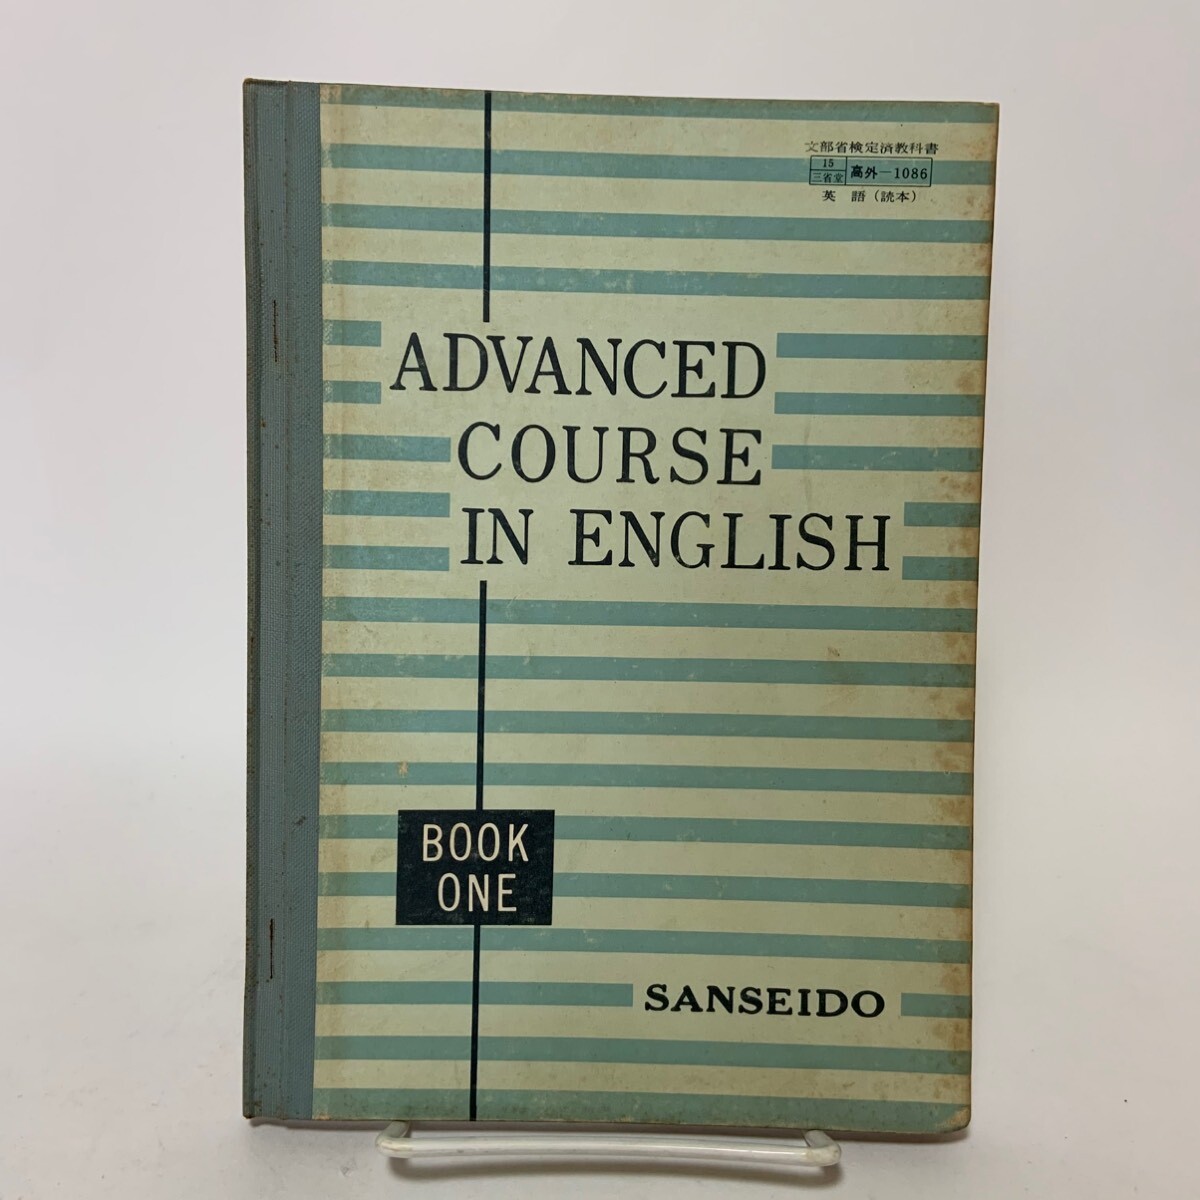 文部省検定済教科書
15
三省堂
高外-1086
英 語(読本)
ADVANCED
COURSE
IN ENGLISH
BOOK
ONE
SANSEIDO